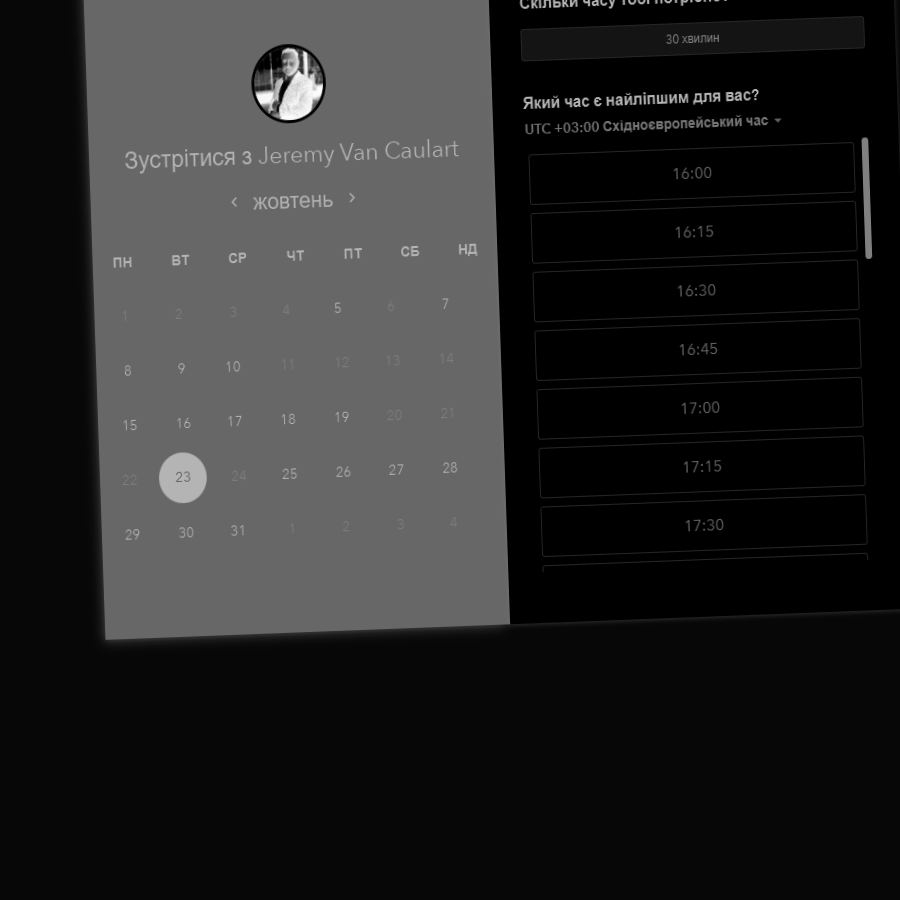 Зустрітися з Jeremy Van Caulart
‹ жовтень ›
ПН ВТ СР ЧТ ПТ СБ НД
1 2 3 4 5 6 7
8 9 10 11 12 13 14
15 16 17 18 19 20 21
22 23 24 25 26 27 28
29 30 31 1 2 3 4
Скільки часу тобі
30 хвилин
Який час є найліпшим для вас?
UTC +03:00 Східноєвропейський час
16:00
16:15
16:30
16:45
17:00
17:15
17:30